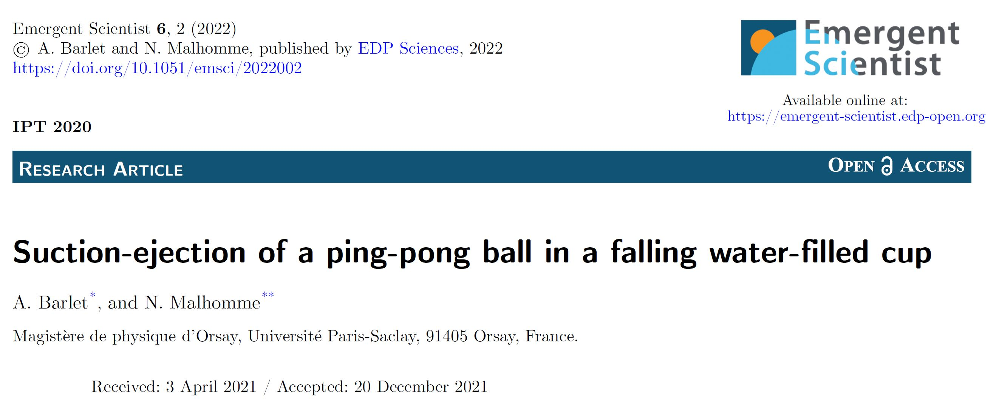 Emergent Scientist 6, 2 (2022)
© A. Barlet and N. Malhomme, published by EDP Sciences, 2022
https://doi.org/10.1051/emsci/2022002
Emergent
Scientist
Available online at:
https://emergent-scientist.edp-open.org
IPT 2020
RESEARCH ARTICLE
OPEN ACCESS
Suction-ejection of a ping-pong ball in a falling water-filled cup
A. Barlet*, and N. Malhomme**
Magistère de physique d'Orsay, Université Paris-Saclay, 91405 Orsay, France.
Received: 3 April 2021 / Accepted: 20 December 2021